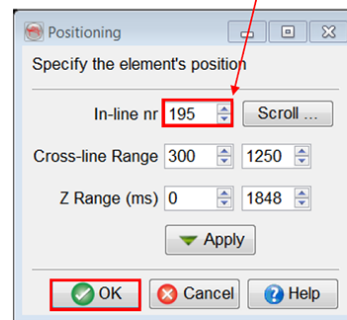 Positioning
Specify the element's position
In-line nr 195 Scroll ...
Cross-line Range 300 1250
Z Range (ms) 0 1848
Apply
OK Cancel Help